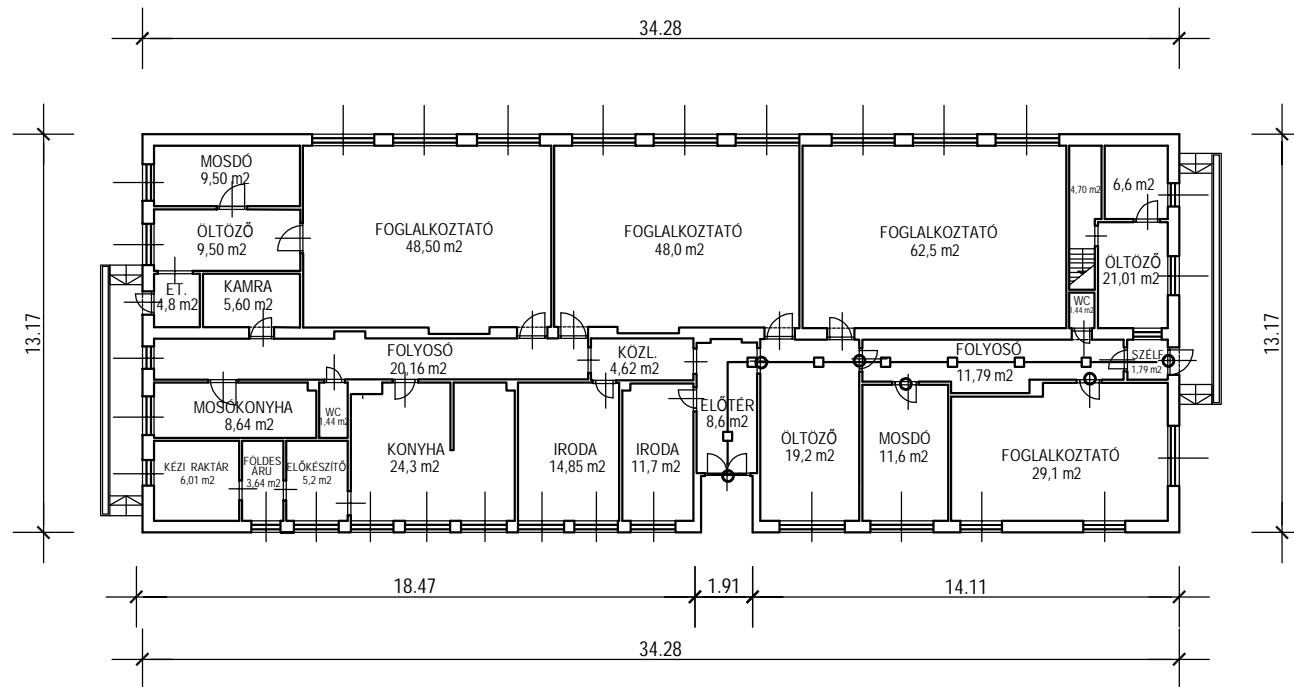 34.28
13.17
MOSDÓ
9,50 m2
ÖLTÖZŐ
9,50 m2
ET.
4,8 m2
KAMRA
5,60 m2
FOGLALKOZTATÓ
48,50 m2
FOGLALKOZTATÓ
48,0 m2
FOGLALKOZTATÓ
62,5 m2
4,70 m2
6,6 m2
ÖLTÖZŐ
21,01 m2
WC
1,44 m2
13.17
FOLYOSÓ
20,16 m2
KÖZL.
4,62 m2
FOLYOSÓ
11,79 m2
SZÉLF.
1,79 m2
MOSÓKONYHA
8,64 m2
WC
1,44 m2
KONYHA
24,3 m2
IRODA
14,85 m2
IRODA
11,7 m2
ELŐTÉR
8,6 m2
ÖLTÖZŐ
19,2 m2
MOSDÓ
11,6 m2
FOGLALKOZTATÓ
29,1 m2
KÉZI RAKTÁR
6,01 m2
FÖLDES
ÁRU
3,64 m2
ELŐKÉSZÍTŐ
5,2 m2
18.47
1.91
14.11
34.28